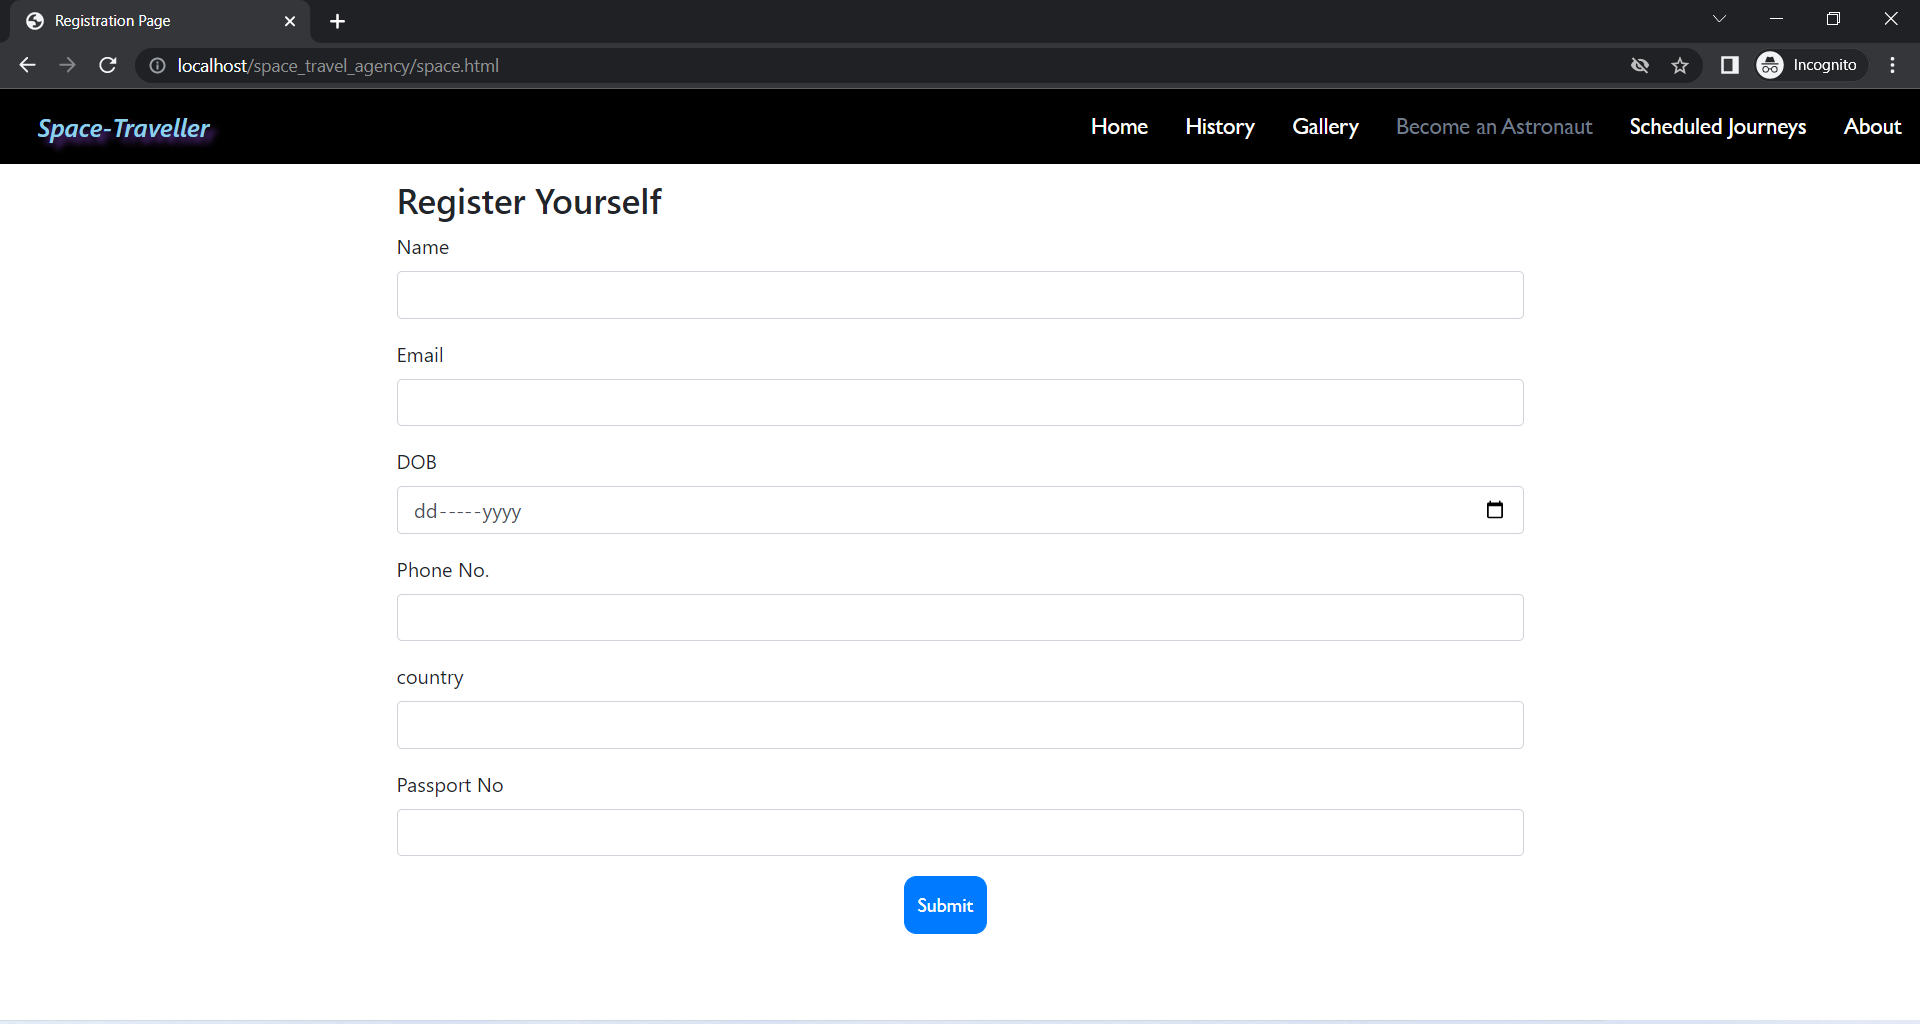 Registration Page
localhost/space_travel_agency/space.html
Incognito
Space-Traveller
Home History Gallery Become an Astronaut Scheduled Journeys About
Register Yourself
Name
Email
DOB
dd-----yyyy
Phone No.
country
Passport No
Submit